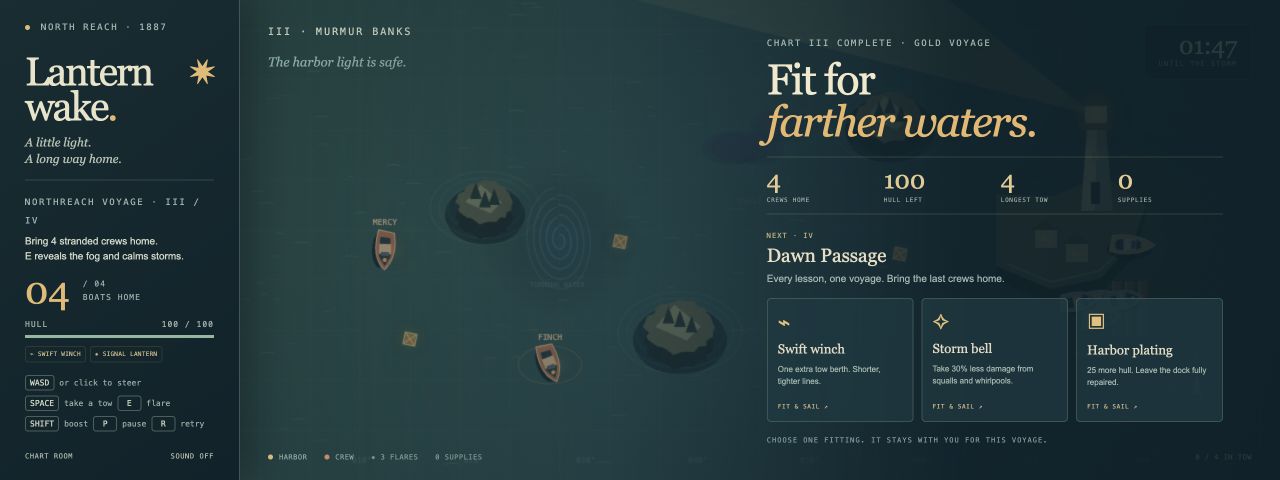 NORTH REACH · 1887
Lantern
wake.
A little light.
A long way home.
NORTHREACH VOYAGE · III /
IV
Bring 4 stranded crews home.
E reveals the fog and calms storms.
04 / 04
BOATS HOME
HULL 100 / 100
SWIFT WINCH SIGNAL LANTERN
WASD or click to steer
SPACE take a tow E flare
SHIFT boost P pause R retry
CHART ROOM SOUND OFF
III · MURMUR BANKS
The harbor light is safe.
MERCY
FINCH
HARBOR CREW 3 FLARES 0 SUPPLIES
01:47
UNTIL THE STORM
CHART III COMPLETE · GOLD VOYAGE
Fit for
farther waters.
4 100 4 0
CREWS HOME HULL LEFT LONGEST TOW SUPPLIES
NEXT · IV
Dawn Passage
Every lesson, one voyage. Bring the last crews home.
Swift winch
One extra tow berth. Shorter,
tighter lines.
FIT & SAIL ↗
Storm bell
Take 30% less damage from
squalls and whirlpools.
FIT & SAIL ↗
Harbor plating
25 more hull. Leave the dock fully
repaired.
FIT & SAIL ↗
CHOOSE ONE FITTING. IT STAYS WITH YOU FOR THIS VOYAGE.
0 / 4 IN TOW